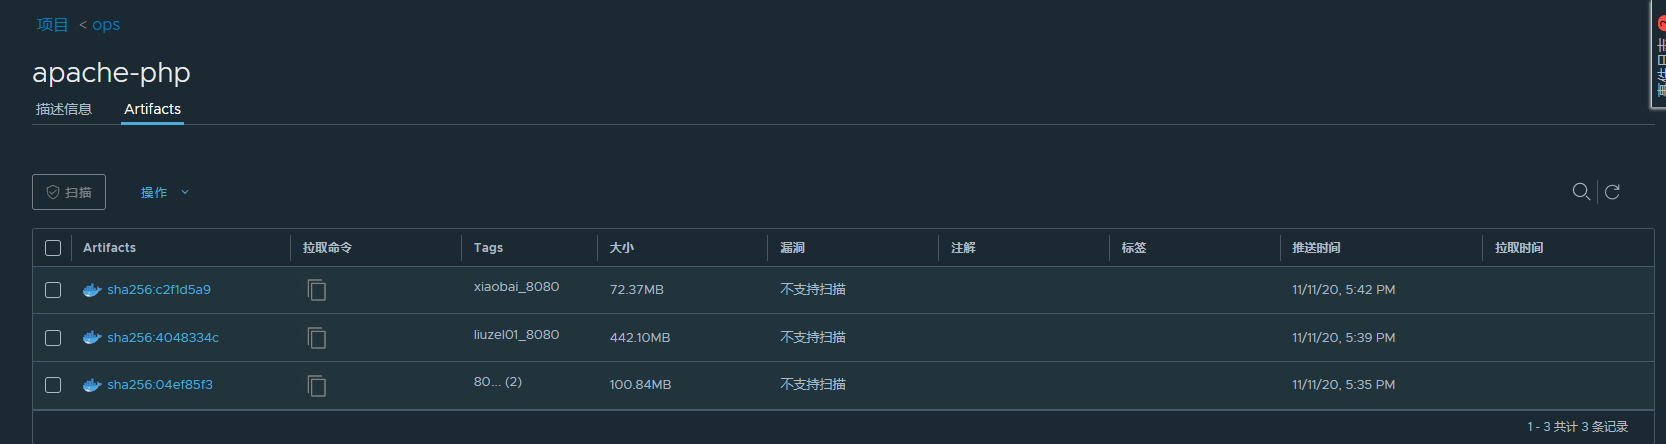 项目 < ops
apache-php
描述信息 Artifacts
扫描 操作
Artifacts 拉取命令 Tags 大小 漏洞 注解 标签 推送时间 拉取时间
sha256:c2f1d5a9 xiaobai_8080 72.37MB 不支持扫描 11/11/20, 5:42 PM
sha256:4048334c liuzel01_8080 442.10MB 不支持扫描 11/11/20, 5:39 PM
sha256:04ef85f3 80... (2) 100.84MB 不支持扫描 11/11/20, 5:35 PM
1 - 3 共计 3 条记录